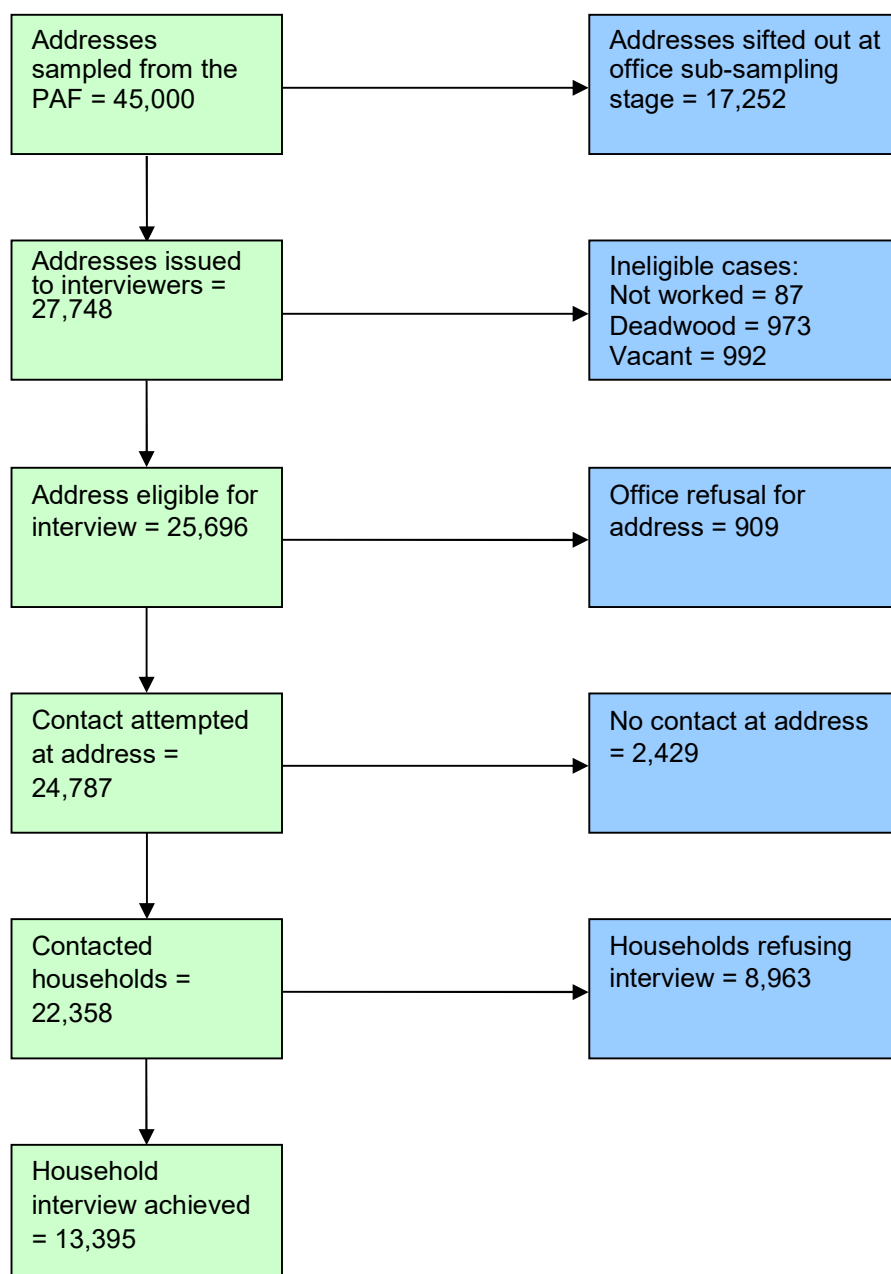 Addresses
sampled from the
PAF = 45,000
Addresses sifted out at
office sub-sampling
stage = 17,252
Addresses issued
to interviewers =
27,748
Ineligible cases:
Not worked = 87
Deadwood = 973
Vacant = 992
Address eligible for
interview = 25,696
Office refusal for
address = 909
Contact attempted
at address =
24,787
No contact at address
= 2,429
Contacted
households =
22,358
Households refusing
interview = 8,963
Household
interview achieved
= 13,395